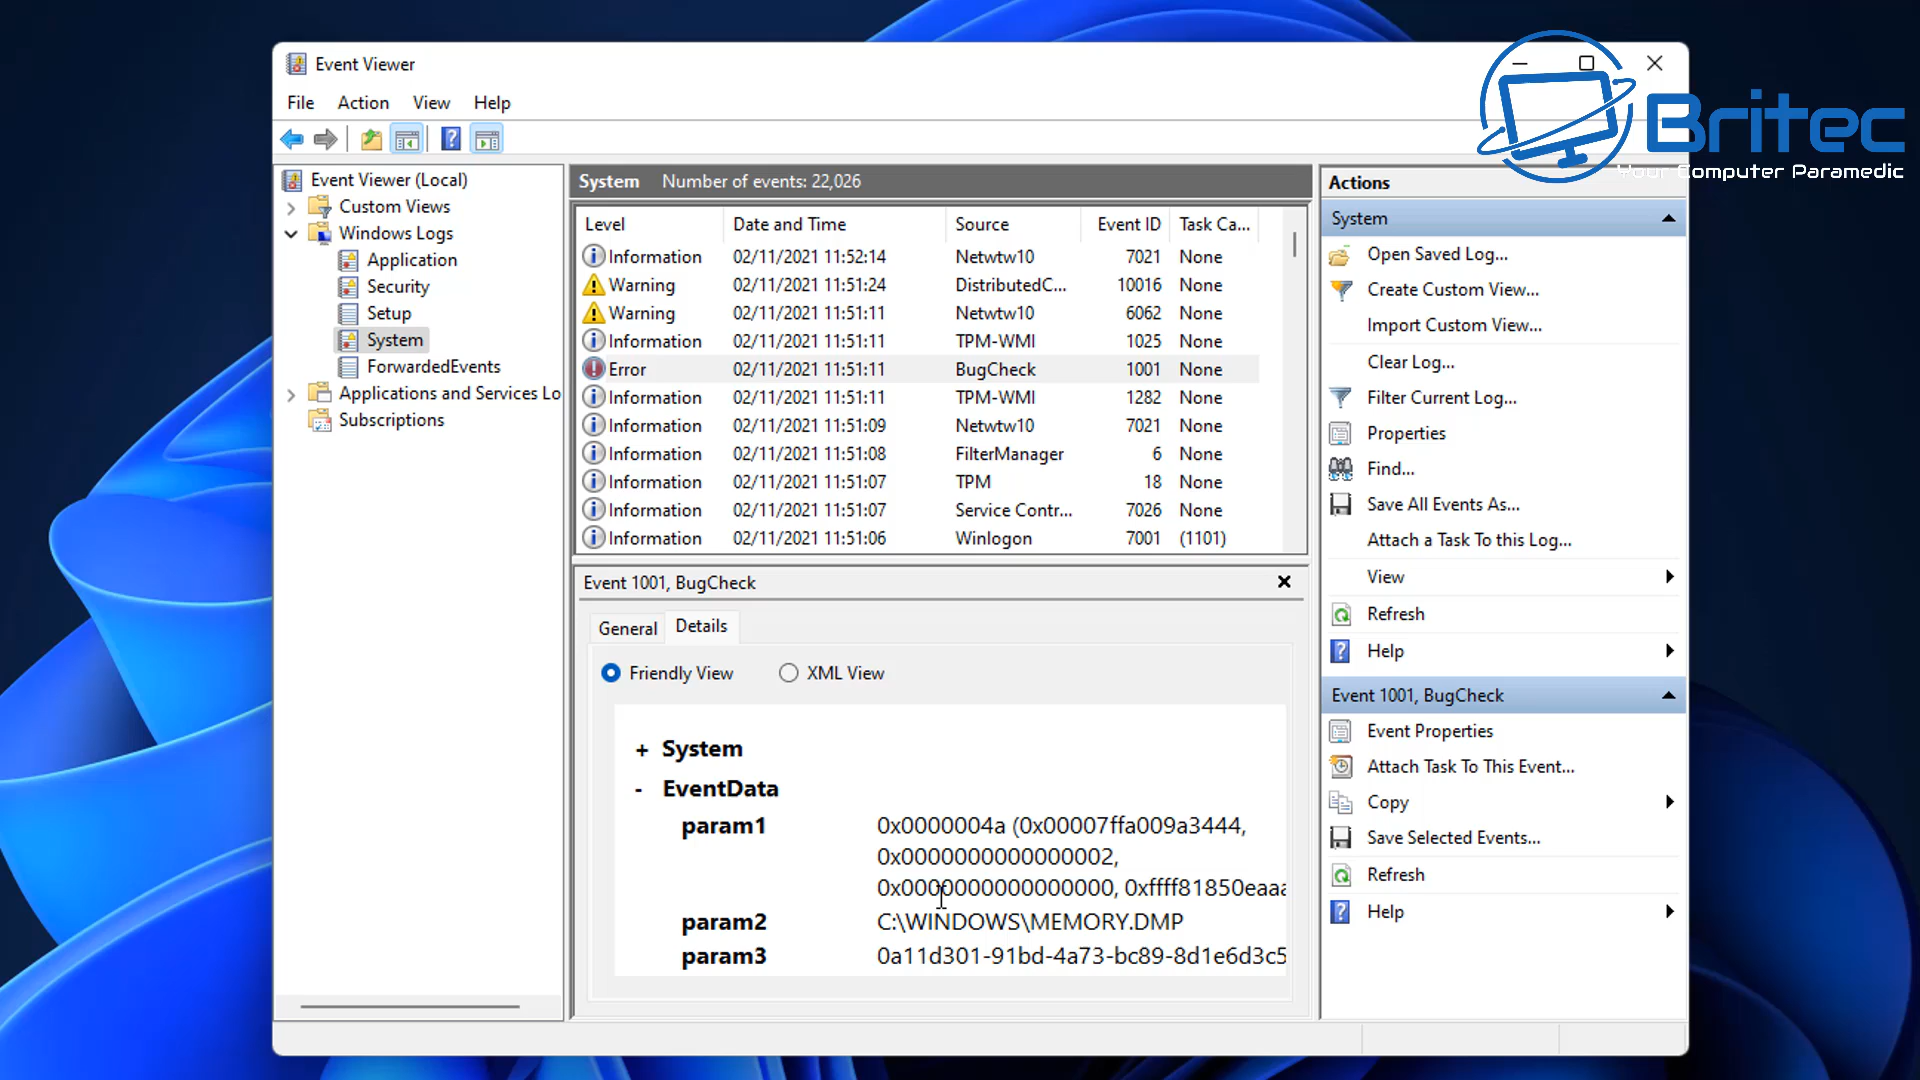 Event Viewer
File Action View Help
Britec
Your Computer Paramedic
Event Viewer (Local)
Custom Views
Windows Logs
Application
Security
Setup
System
ForwardedEvents
Applications and Services Lo
Subscriptions
System Number of events: 22,026
Level Date and Time Source Event ID Task Ca...
Information 02/11/2021 11:52:14 Netwtw10 7021 None
Warning 02/11/2021 11:51:24 DistributedC... 10016 None
Warning 02/11/2021 11:51:11 Netwtw10 6062 None
Information 02/11/2021 11:51:11 TPM-WMI 1025 None
Error 02/11/2021 11:51:11 BugCheck 1001 None
Information 02/11/2021 11:51:11 TPM-WMI 1282 None
Information 02/11/2021 11:51:09 Netwtw10 7021 None
Information 02/11/2021 11:51:08 FilterManager 6 None
Information 02/11/2021 11:51:07 TPM 18 None
Information 02/11/2021 11:51:07 Service Contr... 7026 None
Information 02/11/2021 11:51:06 Winlogon 7001 (1101)
Event 1001, BugCheck
General Details
Friendly View XML View
+ System
- EventData
param1 0x0000004a (0x00007ffa009a3444,
0x0000000000000002,
0x0000000000000000, 0xffff81850eaaa
param2 C:\WINDOWS\MEMORY.DMP
param3 0a11d301-91bd-4a73-bc89-8d1e6d3c5
Actions
System
Open Saved Log...
Create Custom View...
Import Custom View...
Clear Log...
Filter Current Log...
Properties
Find...
Save All Events As...
Attach a Task To this Log...
View
Refresh
Help
Event 1001, BugCheck
Event Properties
Attach Task To This Event...
Copy
Save Selected Events...
Refresh
Help